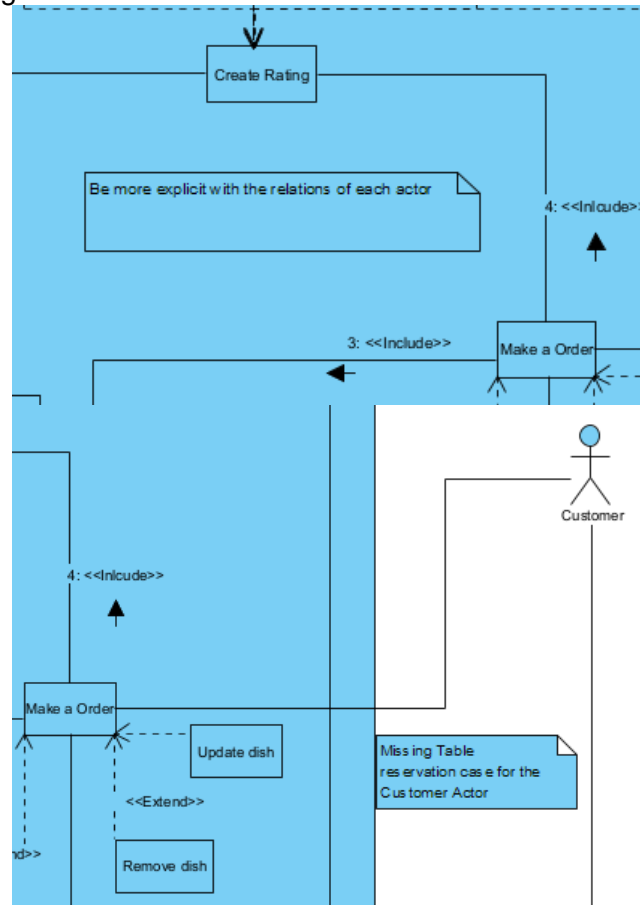 g
Create Rating
Be more explicit with the relations of each actor
4: <<Inlcude>
3: <<Include>>
Make a Order
Customer
4: <<Inlcude>>
Make a Order
Update dish
Missing Table
reservation case for the
Customer Actor
<<Extend>>
nd>>
Remove dish